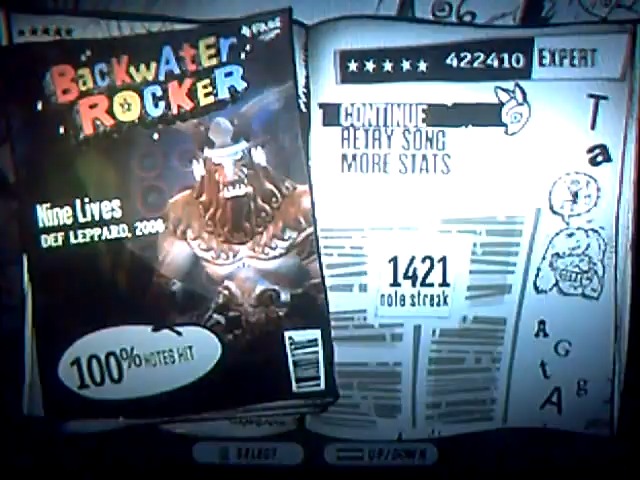 BACKWATER
ROCKER
Nine Lives
DEF LEPPARD, 2008
100% NOTES HIT
422410 EXPERT
CONTINUE
RETRY SONG
MORE STATS
1421
note streak
SELECT
UP/DOWN